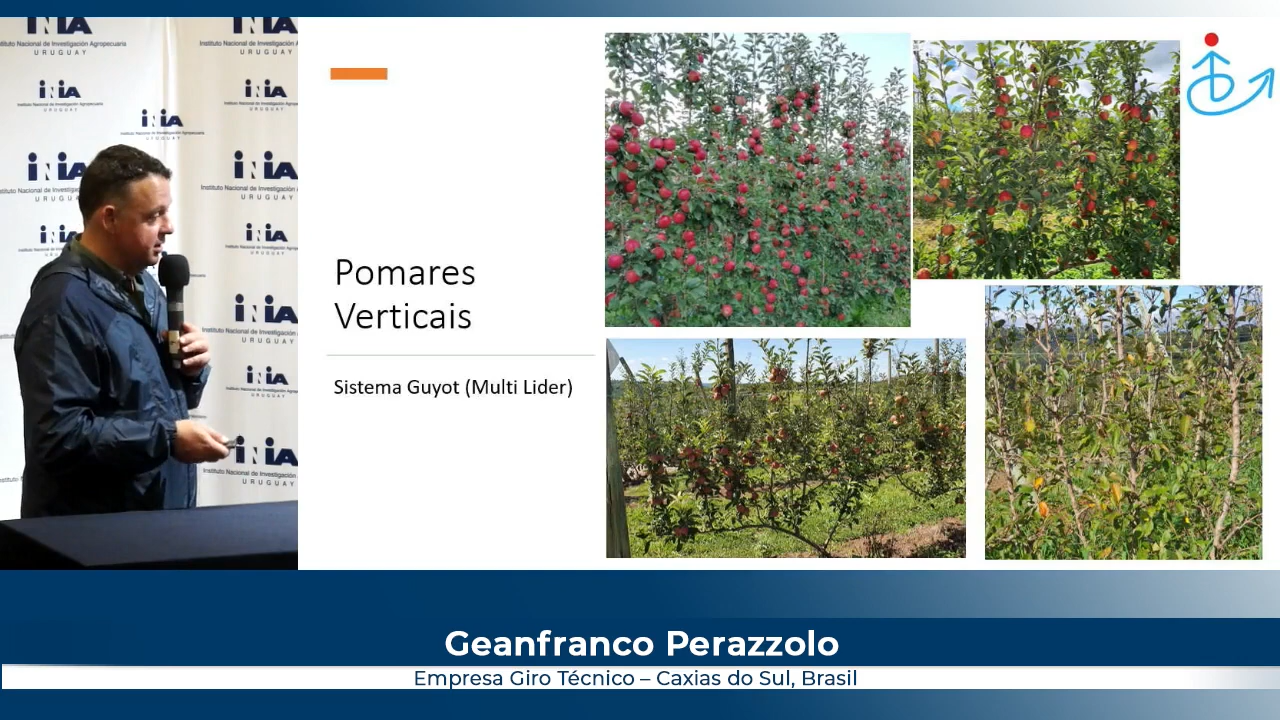 INIA
Instituto Nacional de Investigación Agropecuaria
URUGUAY
Pomares
Verticais
Sistema Guyot (Multi Lider)
Geanfranco Perazzolo
Empresa Giro Técnico – Caxias do Sul, Brasil